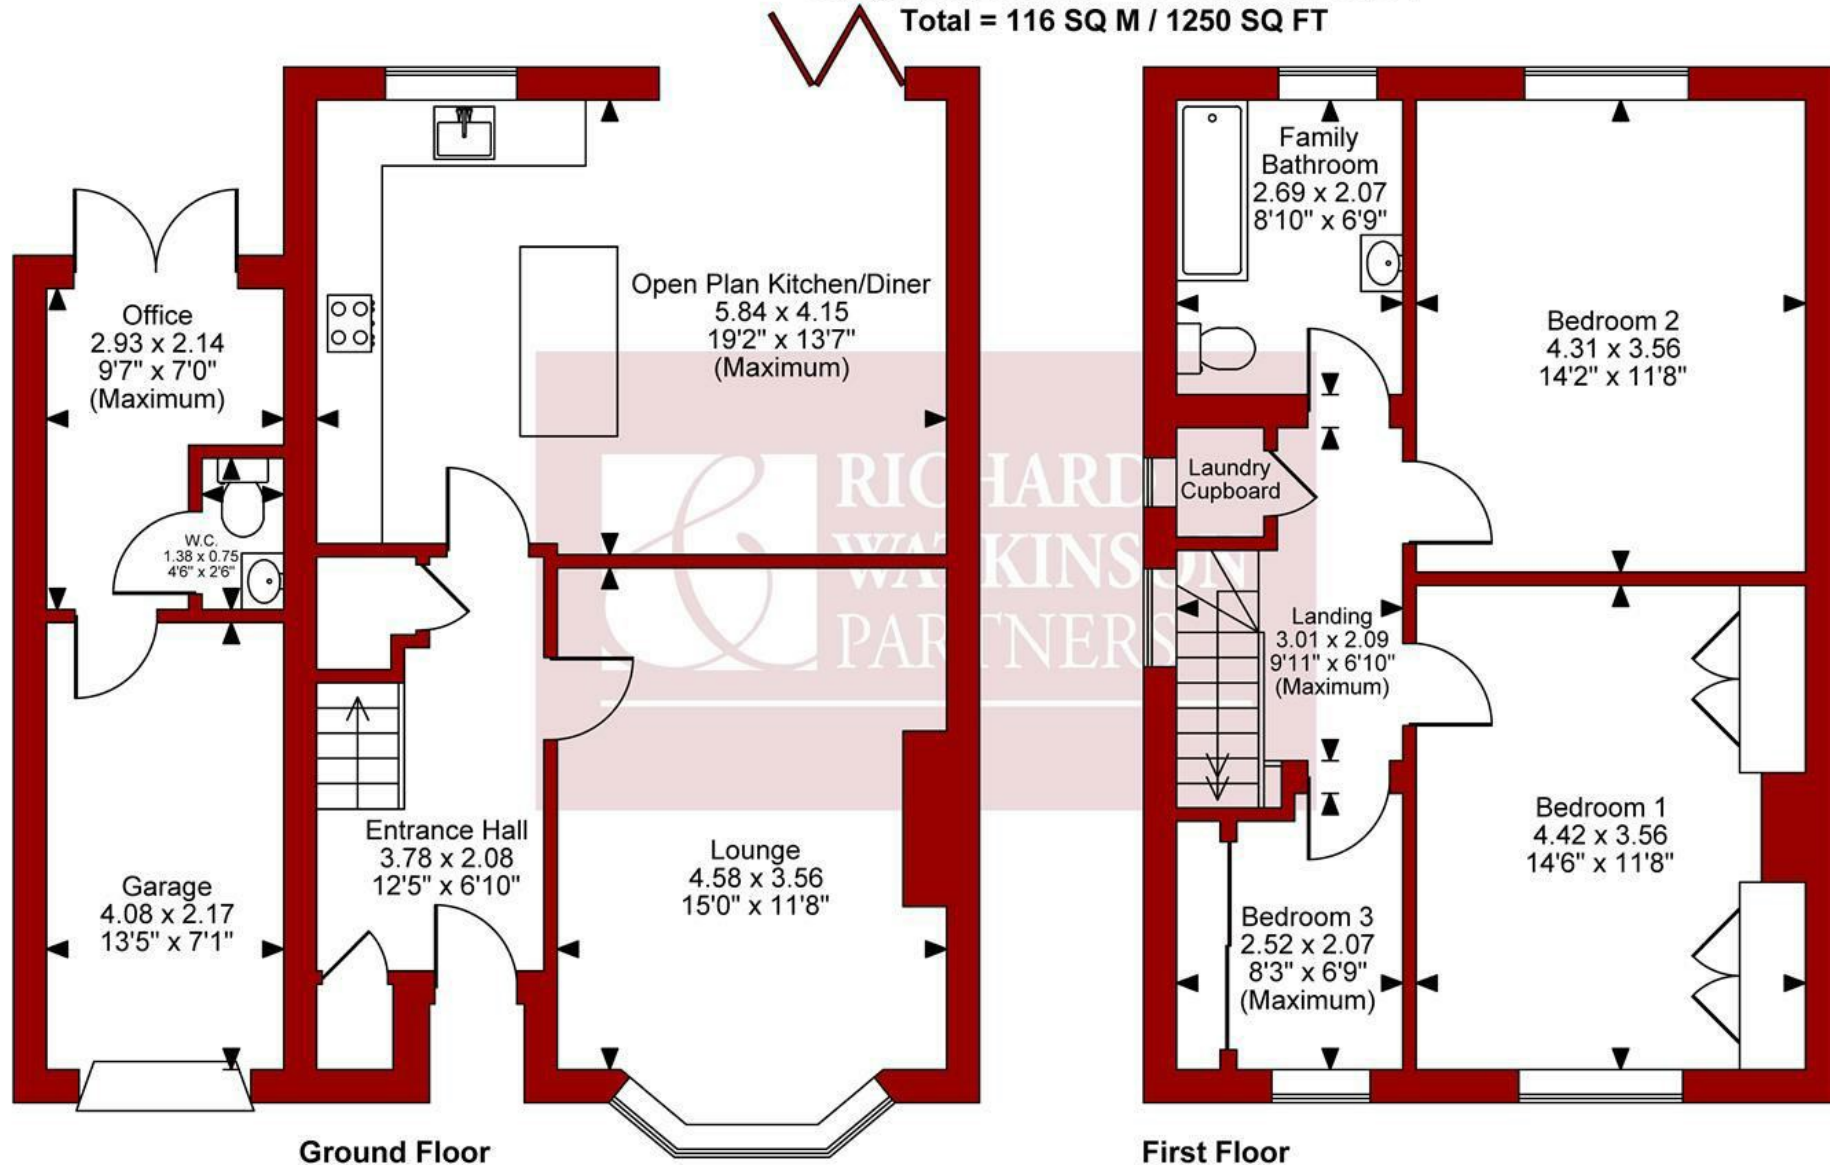 Total = 116 SQ M / 1250 SQ FT
Office
2.93 x 2.14
9'7" x 7'0"
(Maximum)
Open Plan Kitchen/Diner
5.84 x 4.15
19'2" x 13'7"
(Maximum)
W.C.
1.38 x 0.75
4'6" x 2'6"
Garage
4.08 x 2.17
13'5" x 7'1"
Entrance Hall
3.78 x 2.08
12'5" x 6'10"
Lounge
4.58 x 3.56
15'0" x 11'8"
Ground Floor
Family
Bathroom
2.69 x 2.07
8'10" x 6'9"
Bedroom 2
4.31 x 3.56
14'2" x 11'8"
Laundry
Cupboard
Landing
3.01 x 2.09
9'11" x 6'10"
(Maximum)
Bedroom 1
4.42 x 3.56
14'6" x 11'8"
Bedroom 3
2.52 x 2.07
8'3" x 6'9"
(Maximum)
First Floor
RICHARD
WATKINSON
PARTNERS